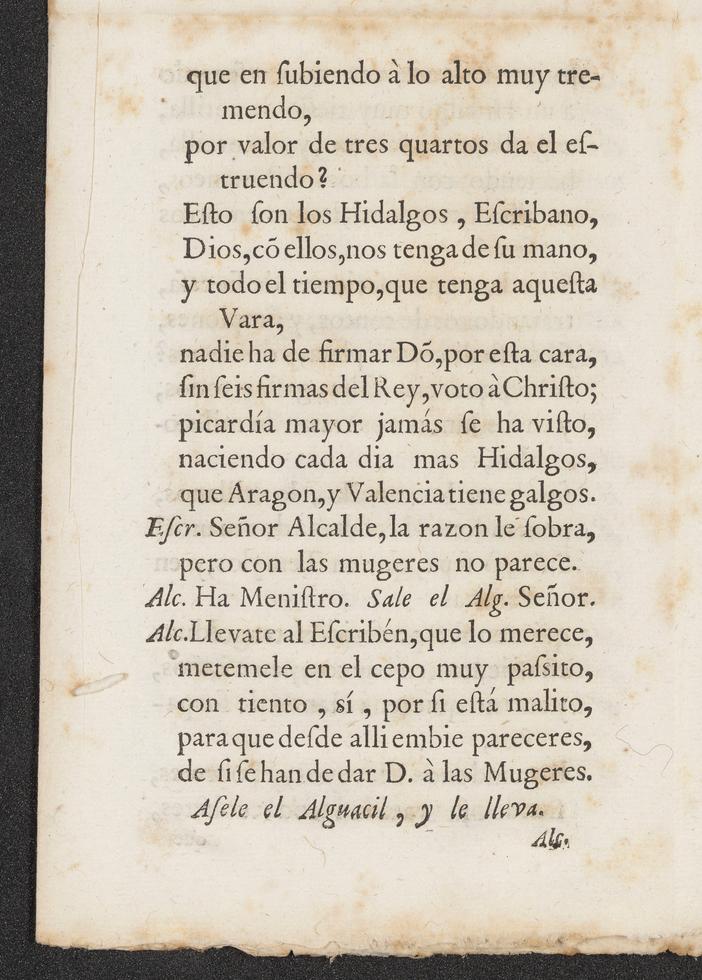 que en ſubiendo à lo alto muy tre-
mendo,
por valor de tres quartos da el eſ-
truendo?
Eſto ſon los Hidalgos , Eſcribano,
Dios,cõ ellos,nos tenga de ſu mano,
y todo el tiempo,que tenga aqueſta
Vara,
nadie ha de firmar Dõ,por eſta cara,
ſin ſeis firmas del Rey,voto à Chriſto;
picardía mayor jamás ſe ha viſto,
naciendo cada dia mas Hidalgos,
que Aragon,y Valencia tiene galgos.
Eſcr. Señor Alcalde,la razon le ſobra,
pero con las mugeres no parece.
Alc. Ha Meniſtro. Sale el Alg. Señor.
Alc.Llevate al Eſcribén,que lo merece,
metemele en el cepo muy paſsito,
con tiento , sí , por ſi eſtá malito,
para que deſde alli embie pareceres,
de ſi ſe han de dar D. à las Mugeres.
Aſele el Alguacil , y le lleva.
Alc.